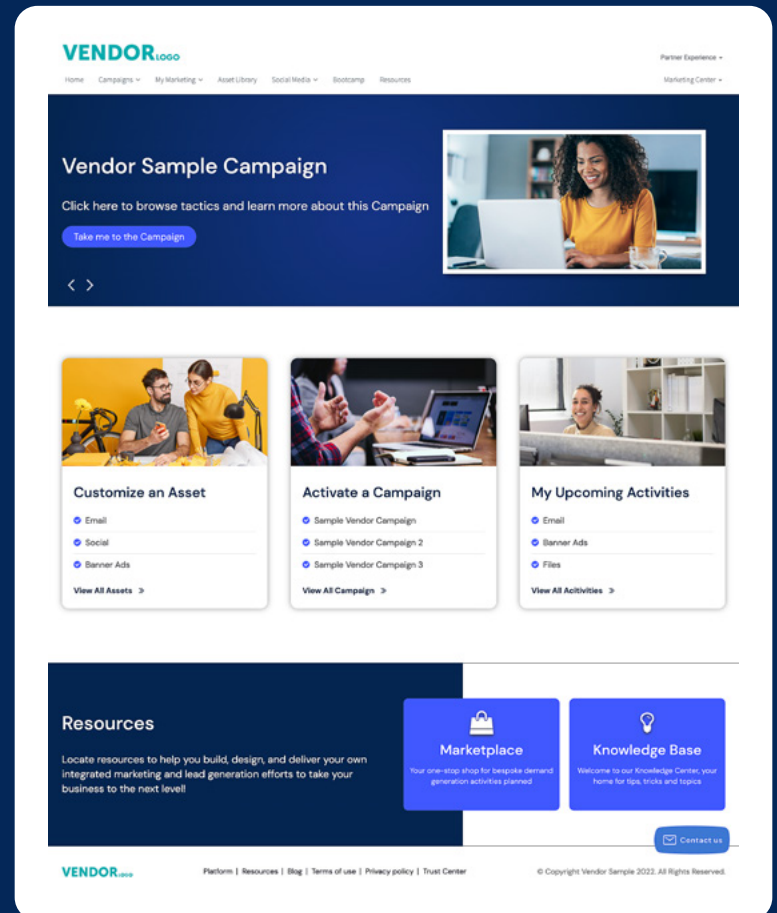 VENDOR LOGO
Partner Experience
Home Campaigns My Marketing Asset Library Social Media Bootcamp Resources
Marketing Center
Vendor Sample Campaign
Click here to browse tactics and learn more about this Campaign
Take me to the Campaign
Customize an Asset
Email
Social
Banner Ads
View All Assets »
Activate a Campaign
Sample Vendor Campaign
Sample Vendor Campaign 2
Sample Vendor Campaign 3
View All Campaign »
My Upcoming Activities
Email
Banner Ads
Files
View All Acitivities »
Resources
Locate resources to help you build, design, and deliver your own
integrated marketing and lead generation efforts to take your
business to the next level!
Marketplace
Your one-stop shop for bespoke demand
generation activities planned
Knowledge Base
Welcome to our Knowledge Center, your
home for tips, tricks and topics
Contact us
VENDOR LOGO
Platform | Resources | Blog | Terms of use | Privacy policy | Trust Center
© Copyright Vendor Sample 2022. All Rights Reserved.